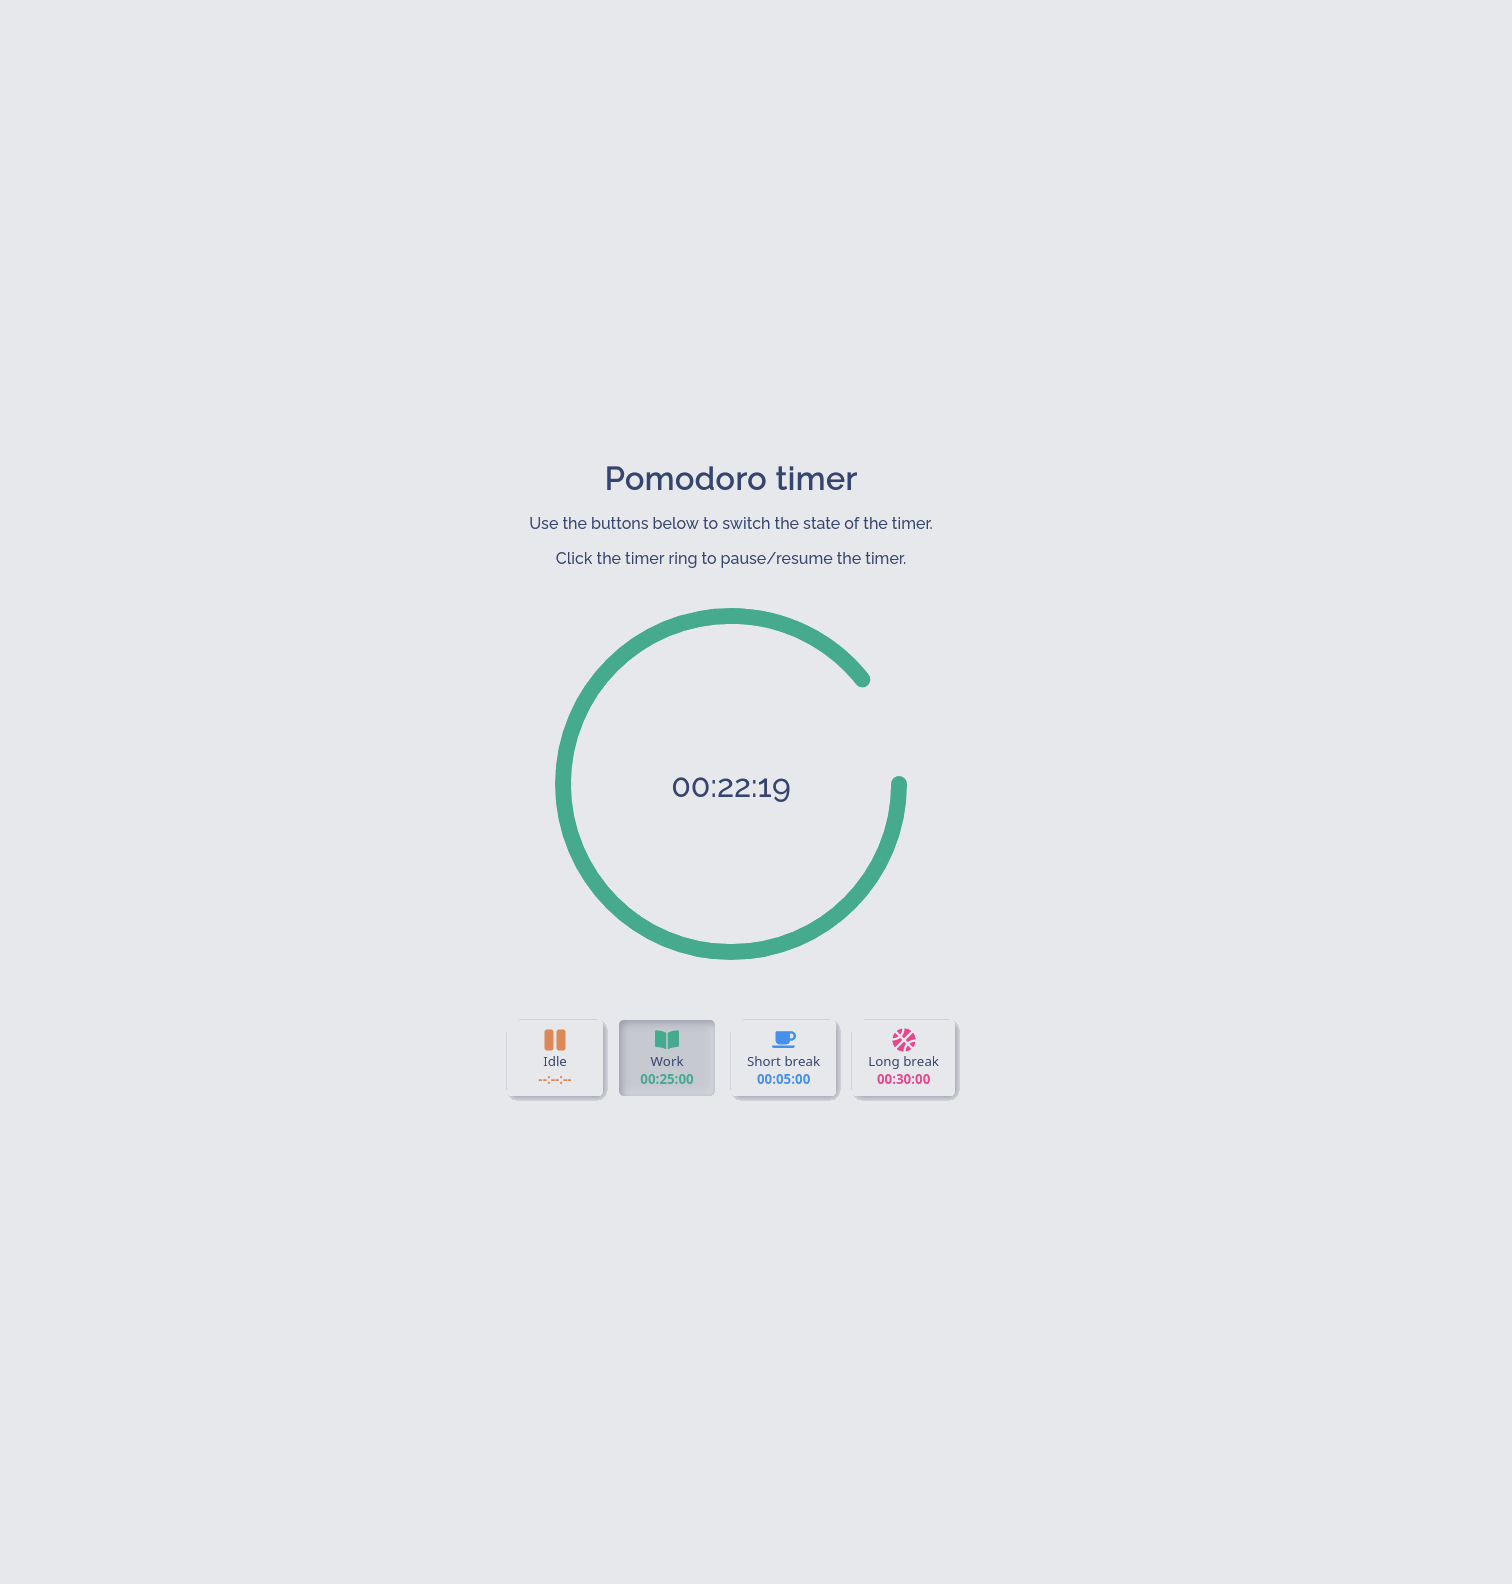 Pomodoro timer
Use the buttons below to switch the state of the timer.
Click the timer ring to pause/resume the timer.
00:22:19
Idle
--:--:--
Work
00:25:00
Short break
00:05:00
Long break
00:30:00